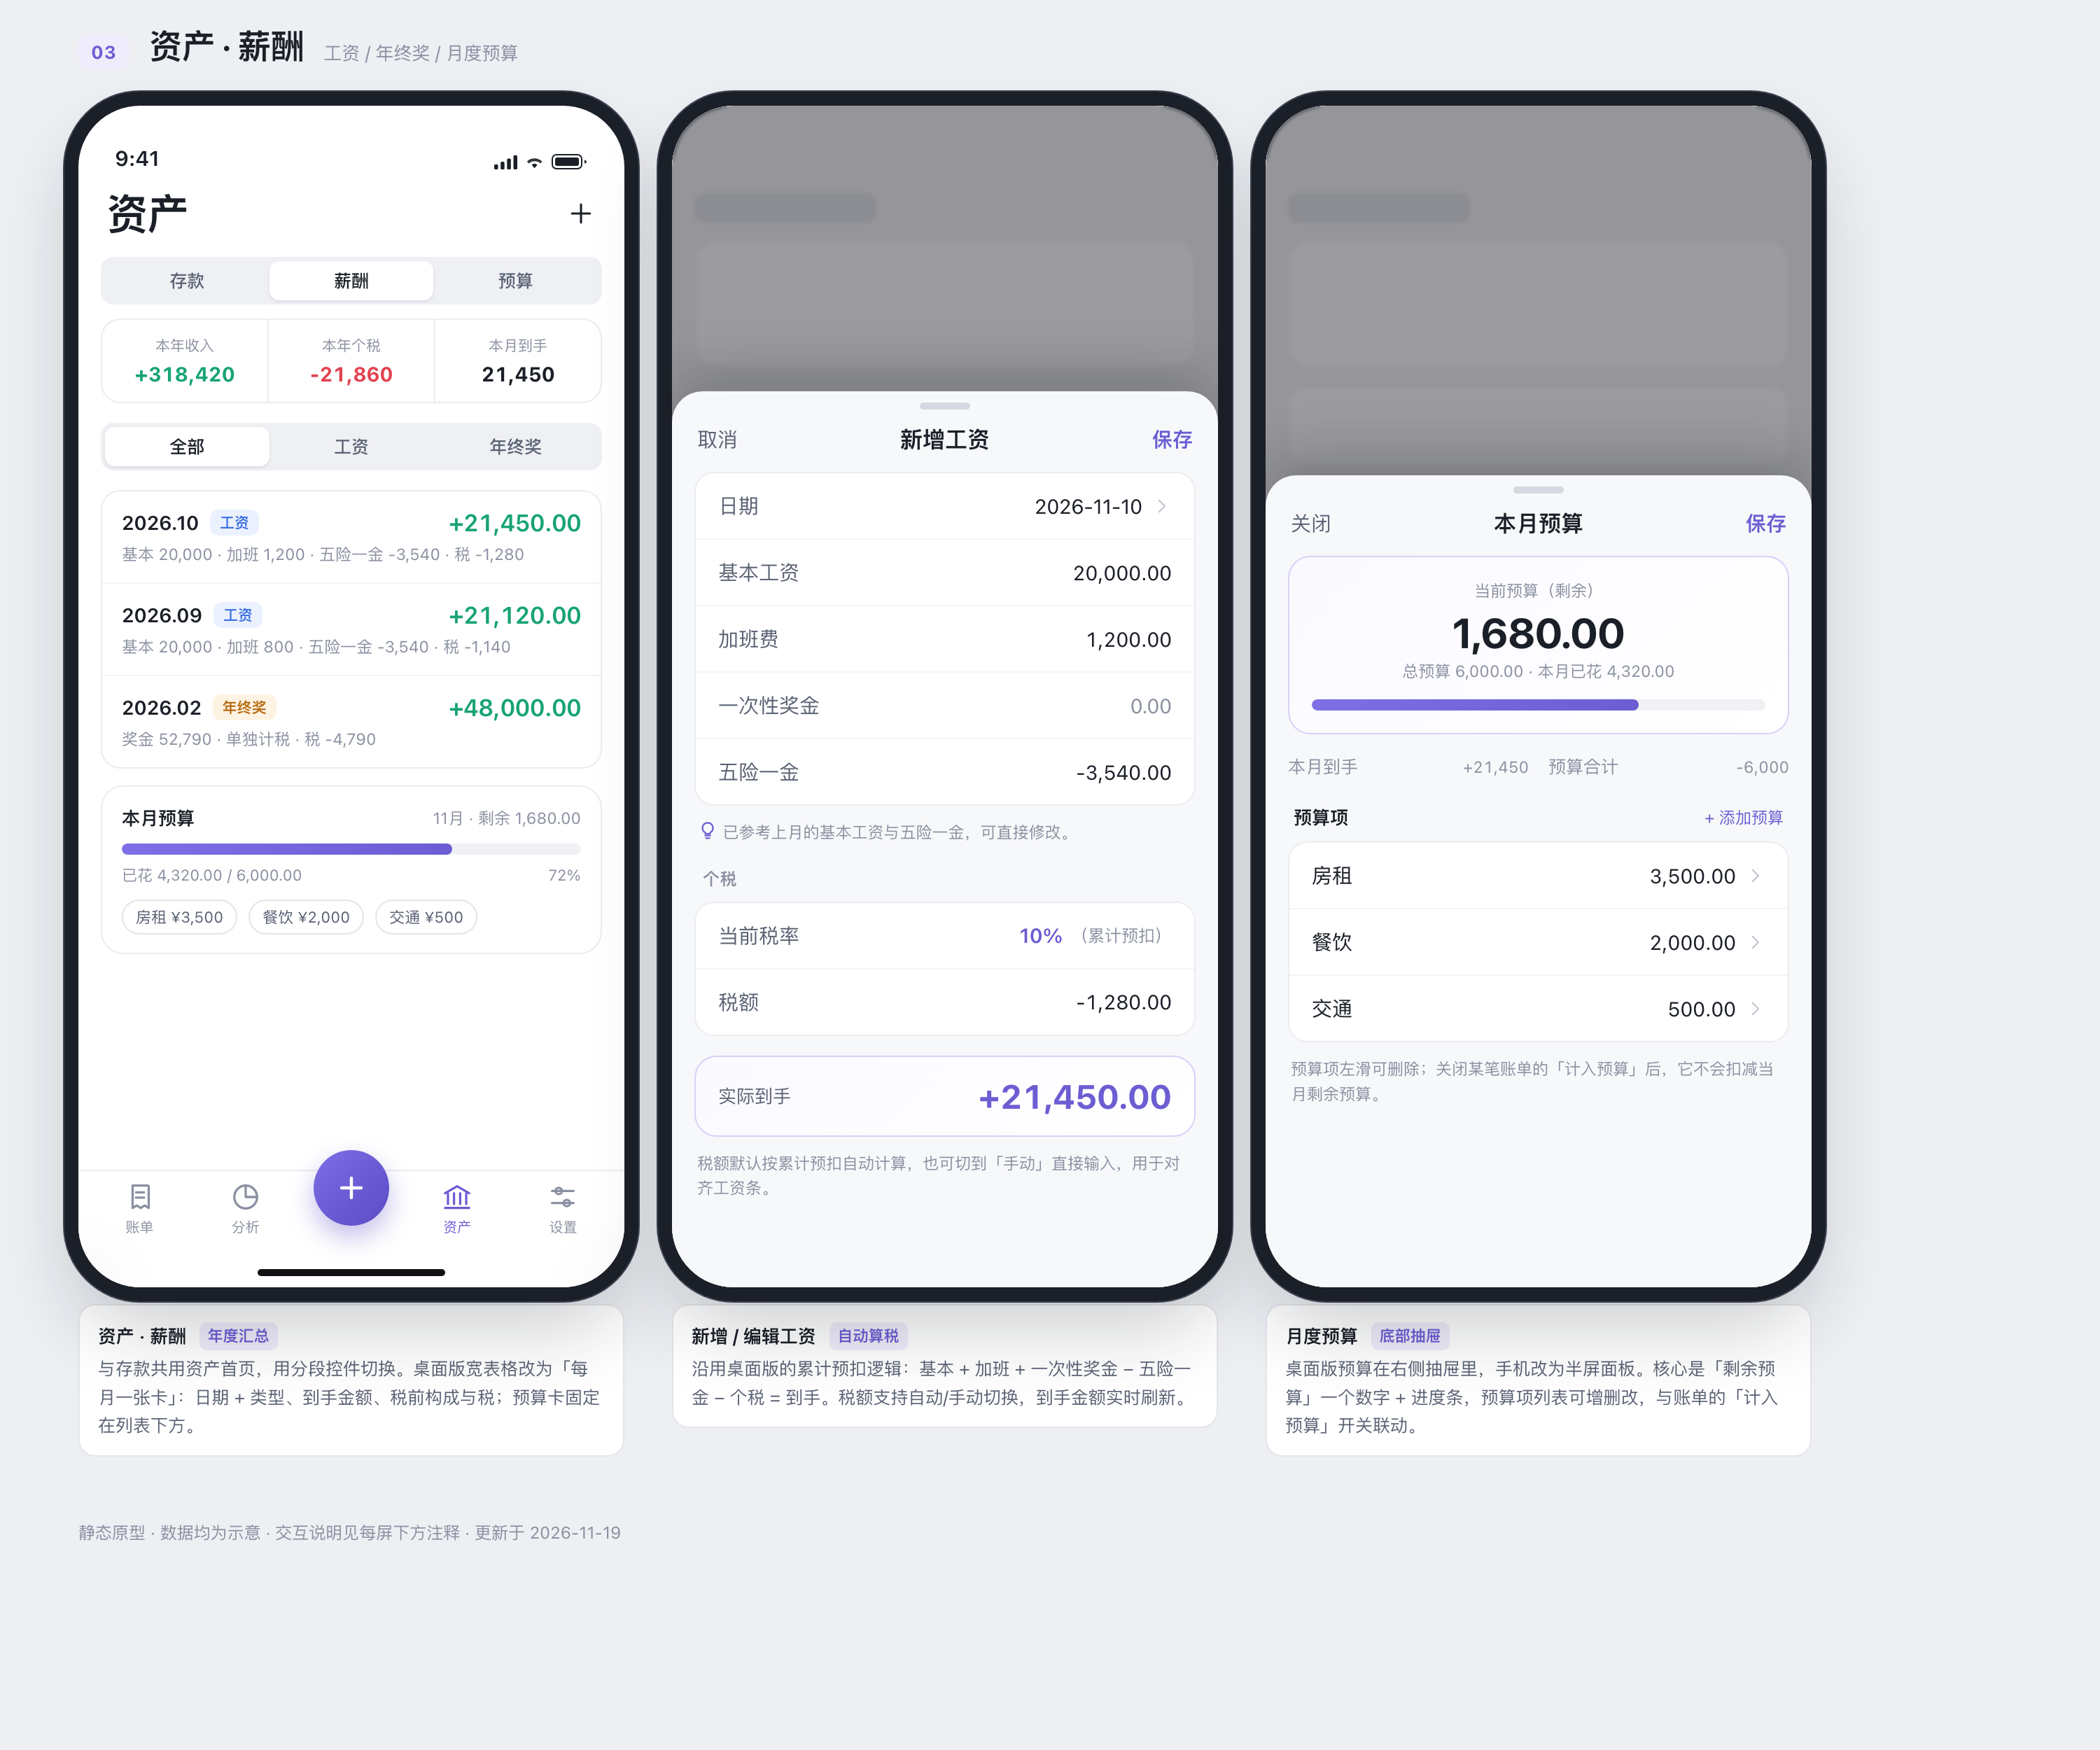 03 资产 · 薪酬 工资 / 年终奖 / 月度预算
9:41
资产
存款 薪酬 预算
本年收入 本年个税 本月到手
+318,420 -21,860 21,450
全部 工资 年终奖
2026.10 工资 +21,450.00
基本 20,000 · 加班 1,200 · 五险一金 -3,540 · 税 -1,280
2026.09 工资 +21,120.00
基本 20,000 · 加班 800 · 五险一金 -3,540 · 税 -1,140
2026.02 年终奖 +48,000.00
奖金 52,790 · 单独计税 · 税 -4,790
本月预算 11月 · 剩余 1,680.00
已花 4,320.00 / 6,000.00 72%
房租 ¥3,500 餐饮 ¥2,000 交通 ¥500
账单 分析 资产 设置
资产 · 薪酬 年度汇总
与存款共用资产首页，用分段控件切换。桌面版宽表格改为「每
月一张卡」：日期 + 类型、到手金额、税前构成与税；预算卡固定
在列表下方。
取消 新增工资 保存
日期 2026-11-10
基本工资 20,000.00
加班费 1,200.00
一次性奖金 0.00
五险一金 -3,540.00
已参考上月的基本工资与五险一金，可直接修改。
个税
当前税率 10% （累计预扣）
税额 -1,280.00
实际到手 +21,450.00
税额默认按累计预扣自动计算，也可切到「手动」直接输入，用于对
齐工资条。
新增 / 编辑工资 自动算税
沿用桌面版的累计预扣逻辑：基本 + 加班 + 一次性奖金 − 五险一
金 − 个税 = 到手。税额支持自动/手动切换，到手金额实时刷新。
关闭 本月预算 保存
当前预算（剩余）
1,680.00
总预算 6,000.00 · 本月已花 4,320.00
本月到手 +21,450 预算合计 -6,000
预算项 + 添加预算
房租 3,500.00
餐饮 2,000.00
交通 500.00
预算项左滑可删除；关闭某笔账单的「计入预算」后，它不会扣减当
月剩余预算。
月度预算 底部抽屉
桌面版预算在右侧抽屉里，手机改为半屏面板。核心是「剩余预
算」一个数字 + 进度条，预算项列表可增删改，与账单的「计入
预算」开关联动。
静态原型 · 数据均为示意 · 交互说明见每屏下方注释 · 更新于 2026-11-19